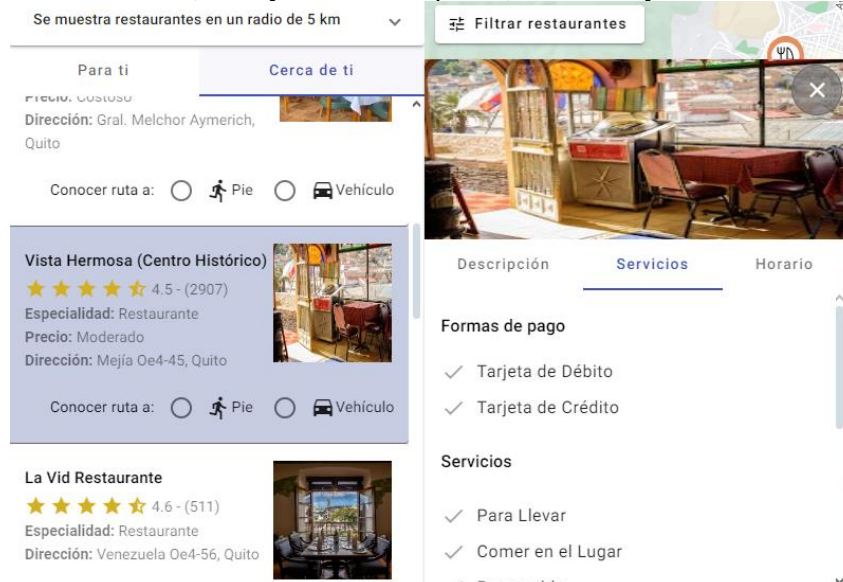 Se muestra restaurantes en un radio de 5 km
Para ti
Cerca de ti
Precio: Costoso
Dirección: Gral. Melchor Aymerich,
Quito
Conocer ruta a: Pie Vehículo
Vista Hermosa (Centro Histórico)
4.5 - (2907)
Especialidad: Restaurante
Precio: Moderado
Dirección: Mejía Oe4-45, Quito
Conocer ruta a: Pie Vehículo
La Vid Restaurante
4.6 - (511)
Especialidad: Restaurante
Dirección: Venezuela Oe4-56, Quito
Filtrar restaurantes
Descripción
Servicios
Horario
Formas de pago
Tarjeta de Débito
Tarjeta de Crédito
Servicios
Para Llevar
Comer en el Lugar